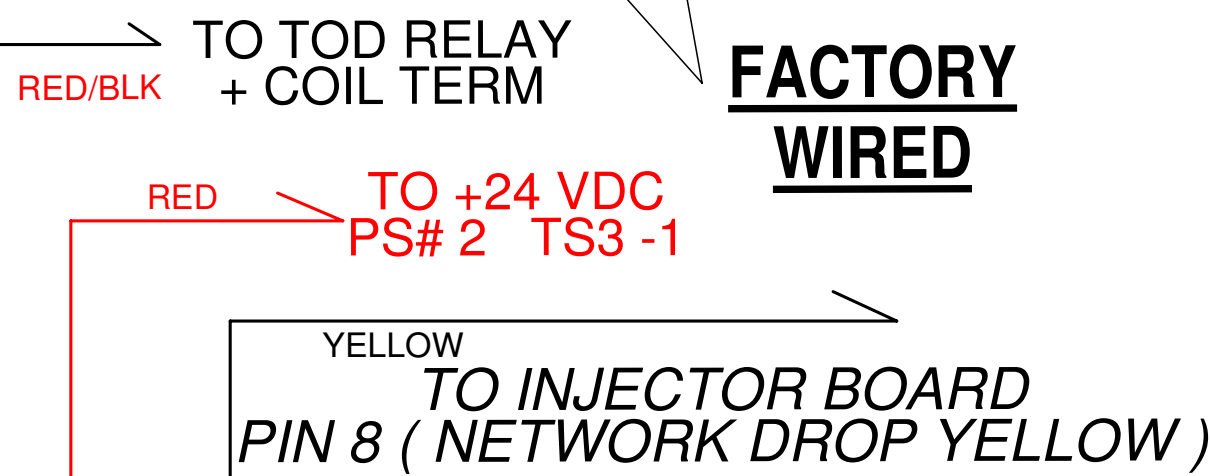 TO TOD RELAY
+ COIL TERM
RED/BLK
FACTORY
WIRED
RED
TO +24 VDC
PS# 2 TS3 -1
YELLOW
TO INJECTOR BOARD
PIN 8 ( NETWORK DROP YELLOW )